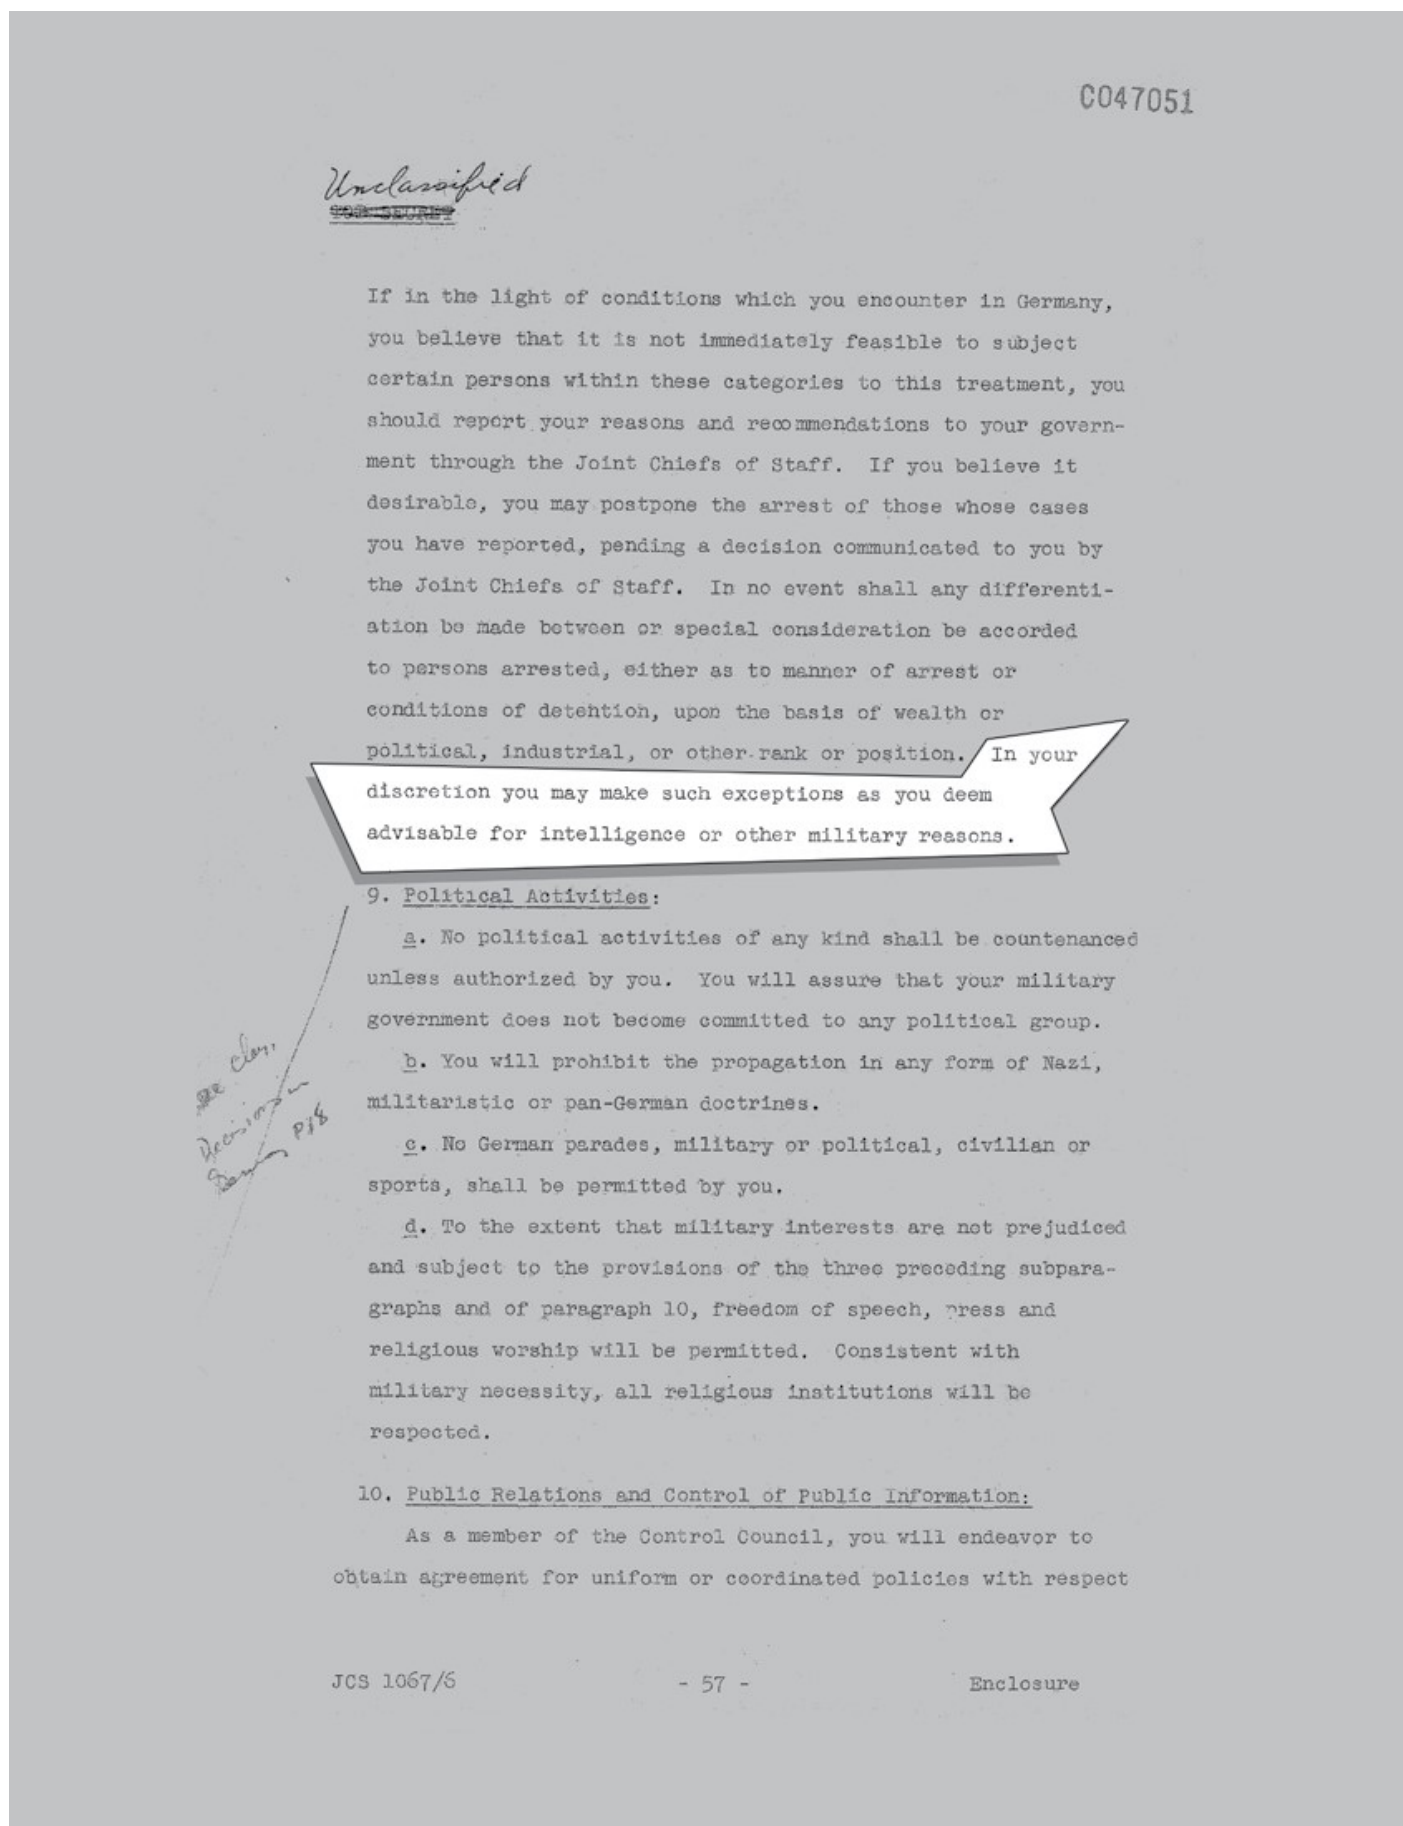 C047051
Unclassified
TOP SECRET
If in the light of conditions which you encounter in Germany,
you believe that it is not immediately feasible to subject
certain persons within these categories to this treatment, you
should report your reasons and recommendations to your govern-
ment through the Joint Chiefs of Staff. If you believe it
desirable, you may postpone the arrest of those whose cases
you have reported, pending a decision communicated to you by
the Joint Chiefs of Staff. In no event shall any differenti-
ation be made between or special consideration be accorded
to persons arrested, either as to manner of arrest or
conditions of detention, upon the basis of wealth or
political, industrial, or other rank or position. In your
discretion you may make such exceptions as you deem
advisable for intelligence or other military reasons.
9. Political Activities:
a. No political activities of any kind shall be countenanced
unless authorized by you. You will assure that your military
government does not become committed to any political group.
b. You will prohibit the propagation in any form of Nazi,
militaristic or pan-German doctrines.
c. No German parades, military or political, civilian or
sports, shall be permitted by you.
d. To the extent that military interests are not prejudiced
and subject to the provisions of the three preceding subpara-
graphs and of paragraph 10, freedom of speech, press and
religious worship will be permitted. Consistent with
military necessity, all religious institutions will be
respected.
see Clay,
Decision in
P18
10. Public Relations and Control of Public Information:
As a member of the Control Council, you will endeavor to
obtain agreement for uniform or coordinated policies with respect
JCS 1067/6 - 57 - Enclosure